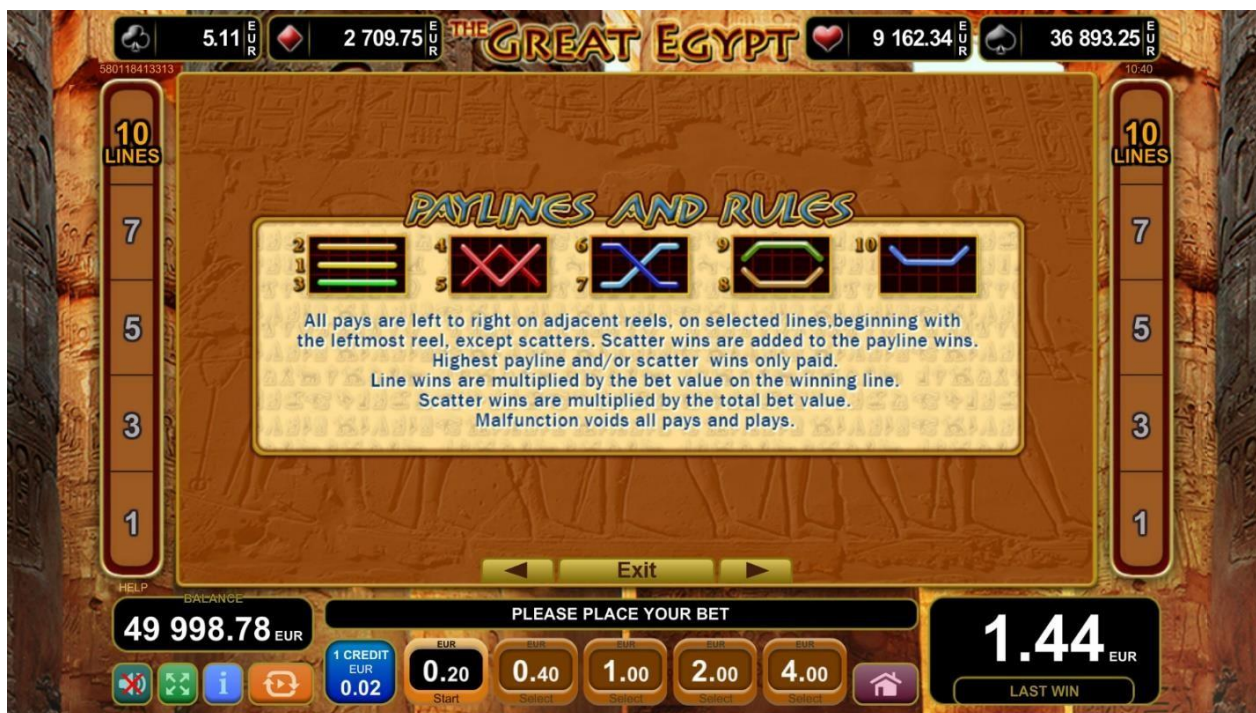 5.11 EUR
2 709.75 EUR
THE GREAT EGYPT
9 162.34 EUR
36 893.25 EUR
580118413313
10:40
10
LINES
7
5
3
1
10
LINES
7
5
3
1
PAYLINES AND RULES
2
1
3
4
5
6
7
9
8
10
All pays are left to right on adjacent reels, on selected lines,beginning with
the leftmost reel, except scatters. Scatter wins are added to the payline wins.
Highest payline and/or scatter wins only paid.
Line wins are multiplied by the bet value on the winning line.
Scatter wins are multiplied by the total bet value.
Malfunction voids all pays and plays.
Exit
HELP
BALANCE
49 998.78 EUR
PLEASE PLACE YOUR BET
1 CREDIT
EUR
0.02
EUR
0.20
Start
EUR
0.40
Select
EUR
1.00
Select
EUR
2.00
Select
EUR
4.00
Select
1.44 EUR
LAST WIN